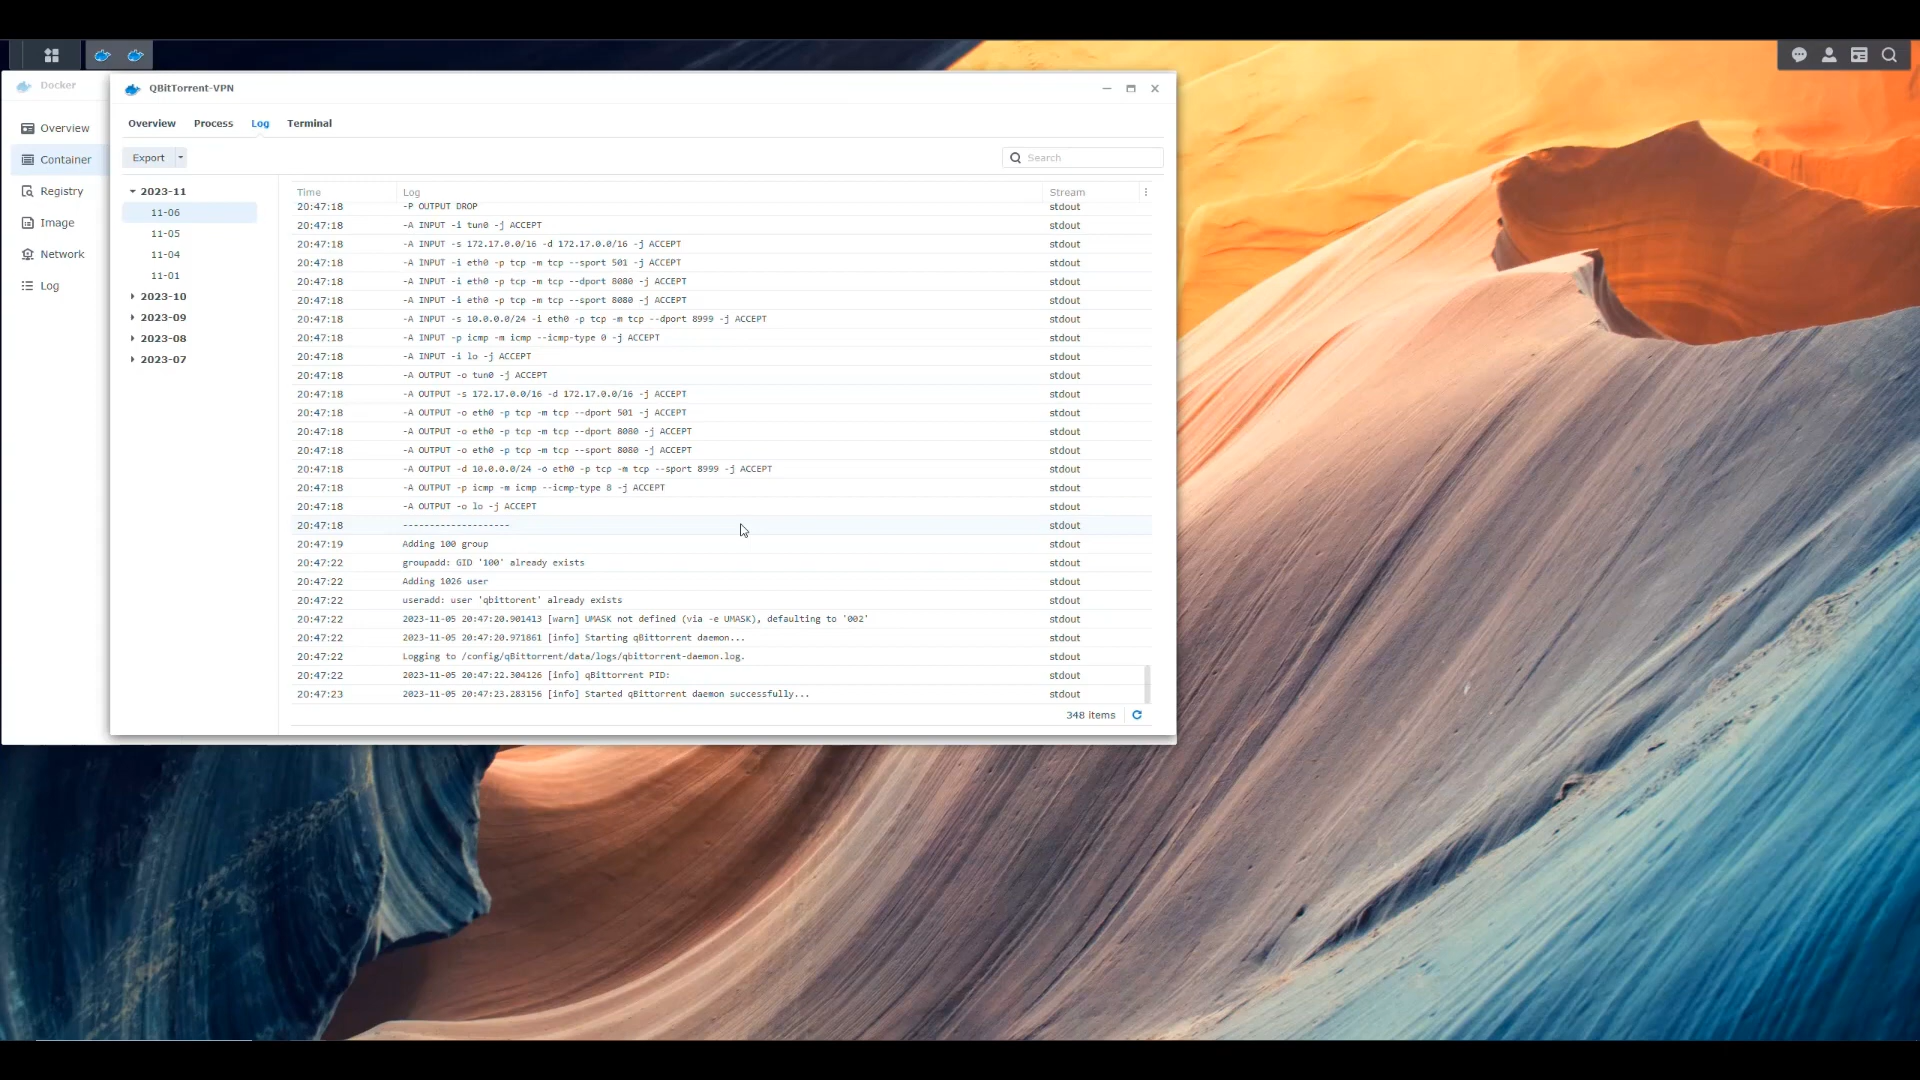 Docker
QBitTorrent-VPN
Overview
Container
Registry
Image
Network
Log
Overview Process Log Terminal
Export
Search
2023-11
11-06
11-05
11-04
11-01
2023-10
2023-09
2023-08
2023-07
Time Log Stream
20:47:18 -P OUTPUT DROP stdout
20:47:18 -A INPUT -i tun0 -j ACCEPT stdout
20:47:18 -A INPUT -s 172.17.0.0/16 -d 172.17.0.0/16 -j ACCEPT stdout
20:47:18 -A INPUT -i eth0 -p tcp -m tcp --sport 501 -j ACCEPT stdout
20:47:18 -A INPUT -i eth0 -p tcp -m tcp --dport 8080 -j ACCEPT stdout
20:47:18 -A INPUT -i eth0 -p tcp -m tcp --sport 8080 -j ACCEPT stdout
20:47:18 -A INPUT -s 10.0.0.0/24 -i eth0 -p tcp -m tcp --dport 8999 -j ACCEPT stdout
20:47:18 -A INPUT -p icmp -m icmp --icmp-type 0 -j ACCEPT stdout
20:47:18 -A INPUT -i lo -j ACCEPT stdout
20:47:18 -A OUTPUT -o tun0 -j ACCEPT stdout
20:47:18 -A OUTPUT -s 172.17.0.0/16 -d 172.17.0.0/16 -j ACCEPT stdout
20:47:18 -A OUTPUT -o eth0 -p tcp -m tcp --dport 501 -j ACCEPT stdout
20:47:18 -A OUTPUT -o eth0 -p tcp -m tcp --dport 8080 -j ACCEPT stdout
20:47:18 -A OUTPUT -o eth0 -p tcp -m tcp --sport 8080 -j ACCEPT stdout
20:47:18 -A OUTPUT -d 10.0.0.0/24 -o eth0 -p tcp -m tcp --sport 8999 -j ACCEPT stdout
20:47:18 -A OUTPUT -p icmp -m icmp --icmp-type 8 -j ACCEPT stdout
20:47:18 -A OUTPUT -o lo -j ACCEPT stdout
20:47:18 -------------------- stdout
20:47:19 Adding 100 group stdout
20:47:22 groupadd: GID '100' already exists stdout
20:47:22 Adding 1026 user stdout
20:47:22 useradd: user 'qbittorent' already exists stdout
20:47:22 2023-11-05 20:47:20.901413 [warn] UMASK not defined (via -e UMASK), defaulting to '002' stdout
20:47:22 2023-11-05 20:47:20.971861 [info] Starting qBittorrent daemon... stdout
20:47:22 Logging to /config/qBittorrent/data/logs/qbittorrent-daemon.log. stdout
20:47:22 2023-11-05 20:47:22.304126 [info] qBittorrent PID: stdout
20:47:23 2023-11-05 20:47:23.283156 [info] Started qBittorrent daemon successfully... stdout
348 items